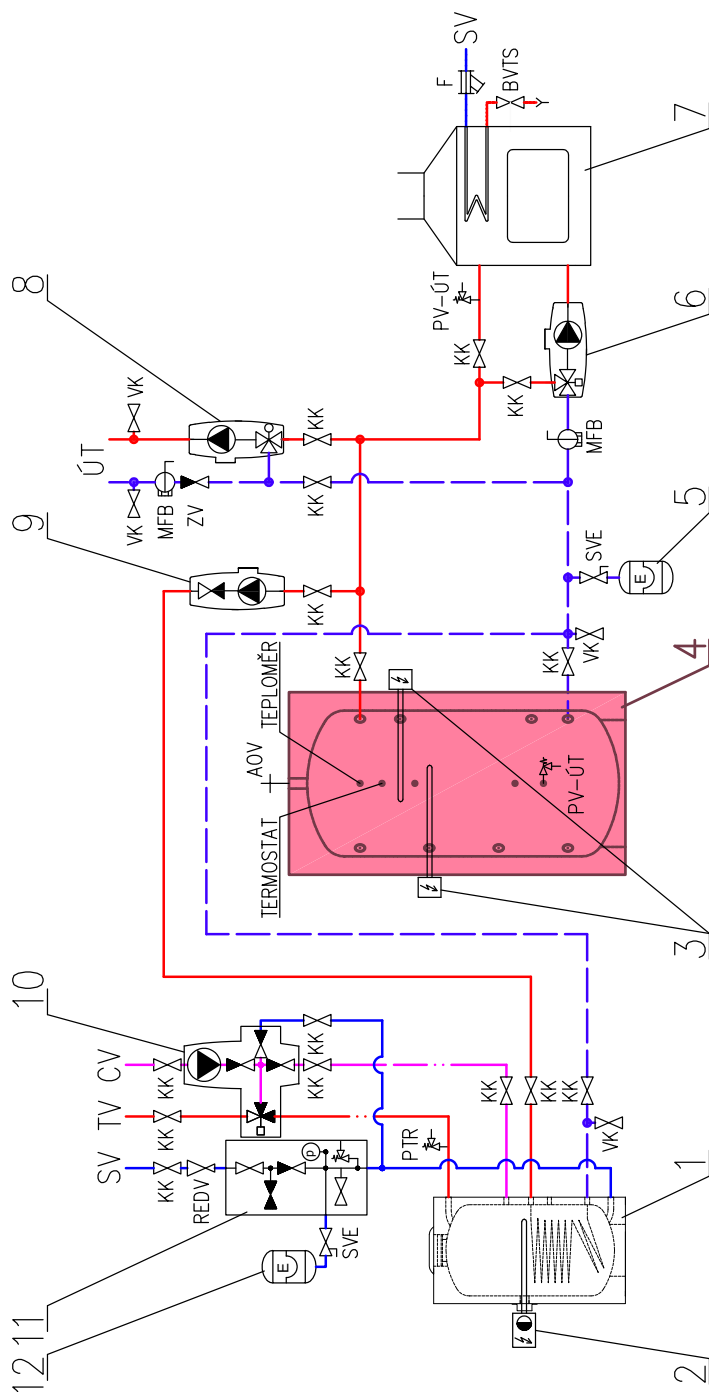 12
11
10
9
8
SV
TV
CV
ÚT
KK
KK
KK
VK
VK
REDV
MFB
ZV
KK
KK
KK
KK
KK
SV
F
BVTS
p
E
SVE
PTR
AOV
TEPLOMĚR
TERMOSTAT
KK
PV-ÚT
KK
KK
PV-ÚT
KK
KK
KK
VK
KK
VK
SVE
E
MFB
2
1
3
4
5
6
7